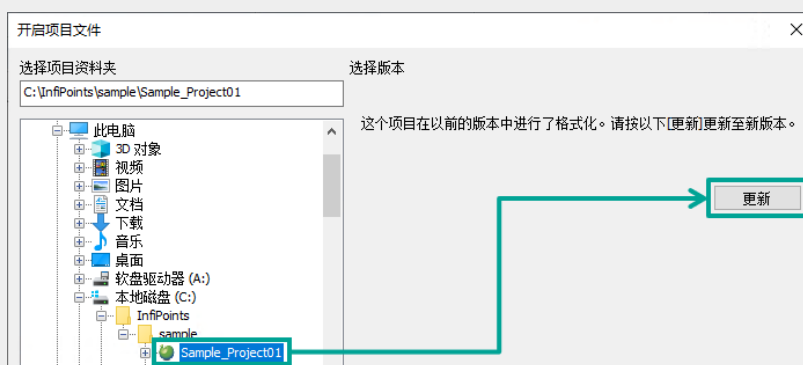 开启项目文件
选择项目资料夹
C:\InfiPoints\sample\Sample_Project01
此电脑
3D 对象
视频
图片
文档
下载
音乐
桌面
软盘驱动器 (A:)
本地磁盘 (C:)
InfiPoints
sample
Sample_Project01
选择版本
这个项目在以前的版本中进行了格式化。请按以下[更新]更新至新版本。
更新